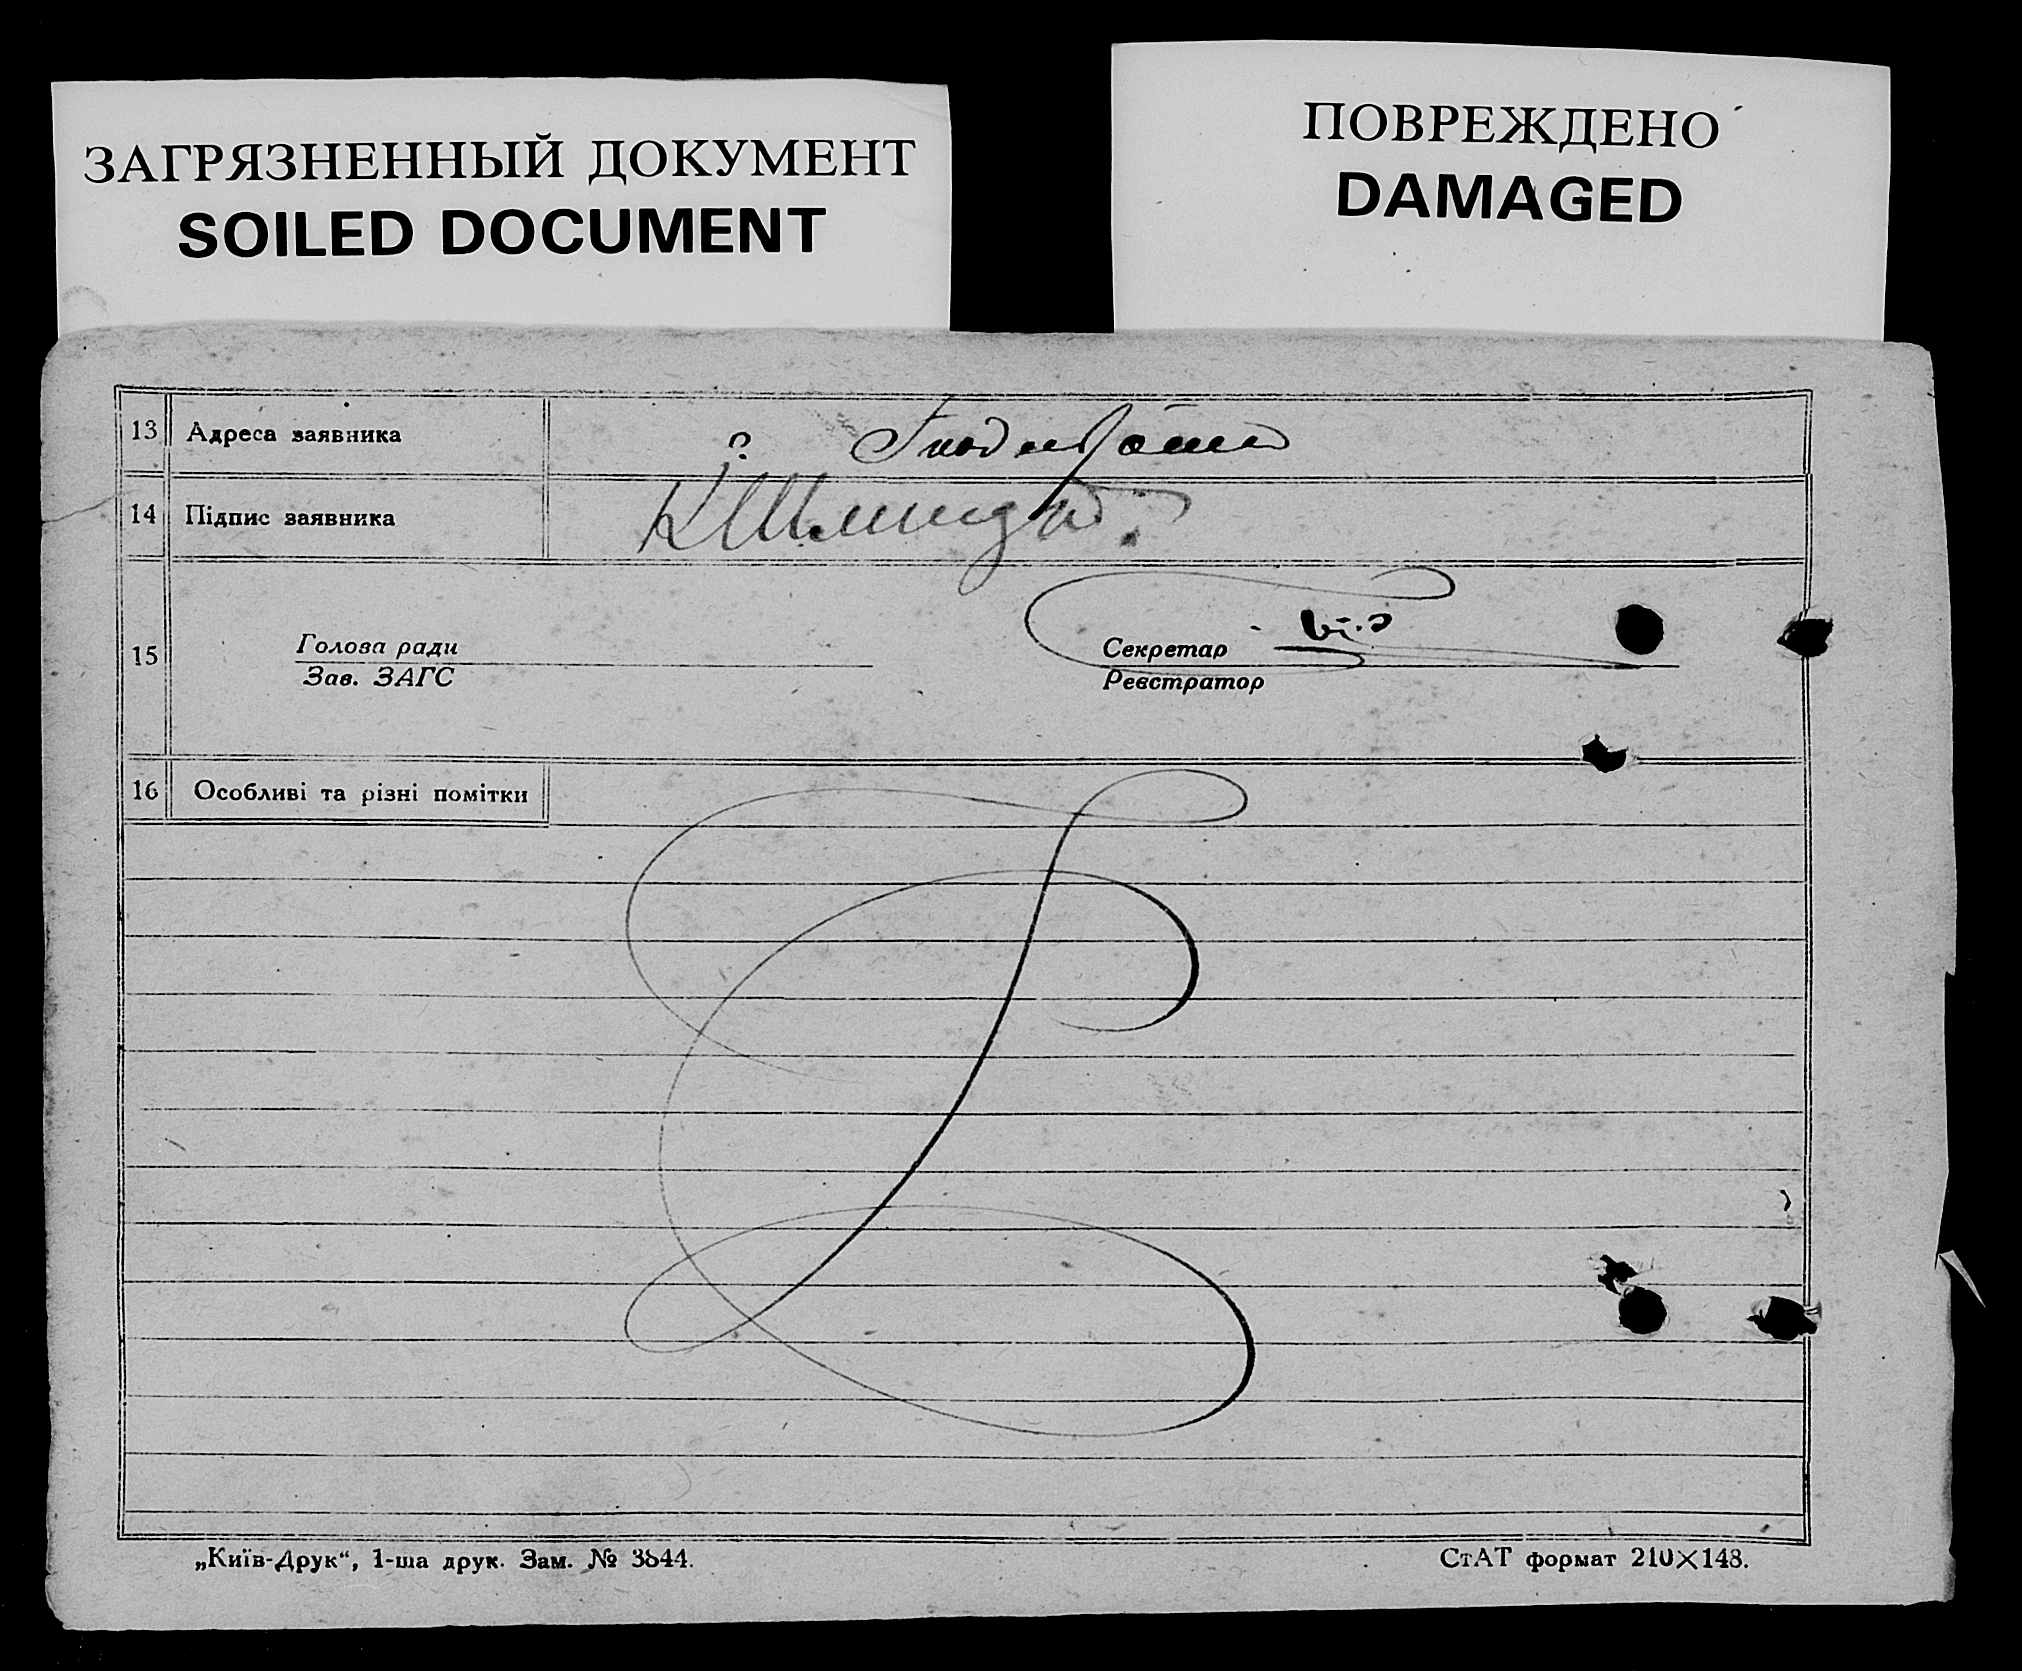 ЗАГРЯЗНЕННЫЙ ДОКУМЕНТ
SOILED DOCUMENT
ПОВРЕЖДЕНО´
DAMAGED
13 Адреса заявника
14 Підпис заявника
15
Голова ради
Зав. ЗАГС
Секретар
Реєстратор
16 Особливі та різні помітки
„Київ-Друк“, 1-ша друк. Зам. № 3844.
СтАТ формат 210×148.